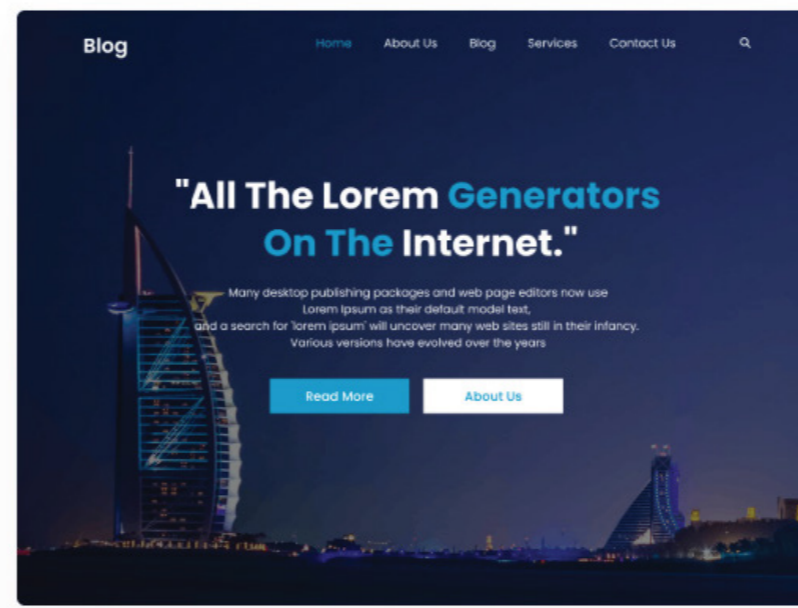 Blog
Home About Us Blog Services Contact Us
"All The Lorem Generators
On The Internet."
Many desktop publishing packages and web page editors now use
Lorem Ipsum as their default model text,
and a search for 'lorem ipsum' will uncover many web sites still in their infancy.
Various versions have evolved over the years
Read More About Us